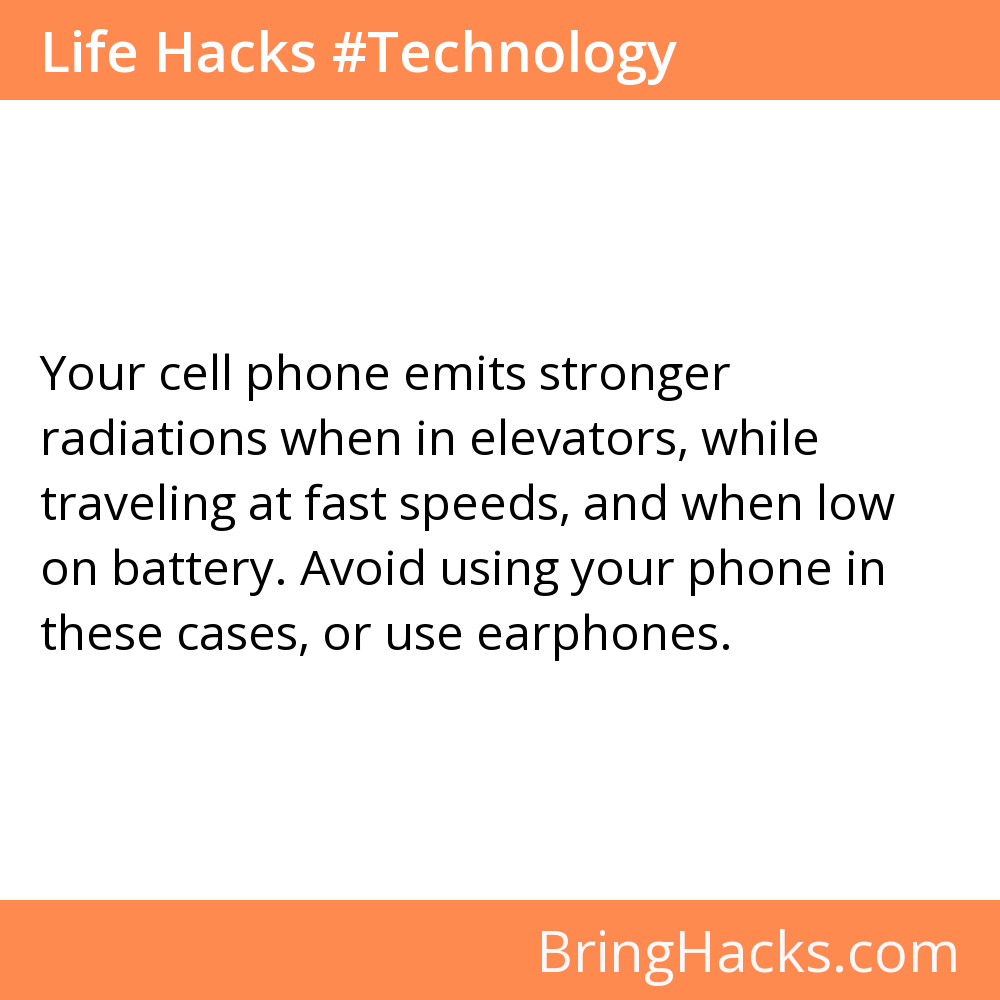 Life Hacks #Technology
Your cell phone emits stronger
radiations when in elevators, while
traveling at fast speeds, and when low
on battery. Avoid using your phone in
these cases, or use earphones.
BringHacks.com